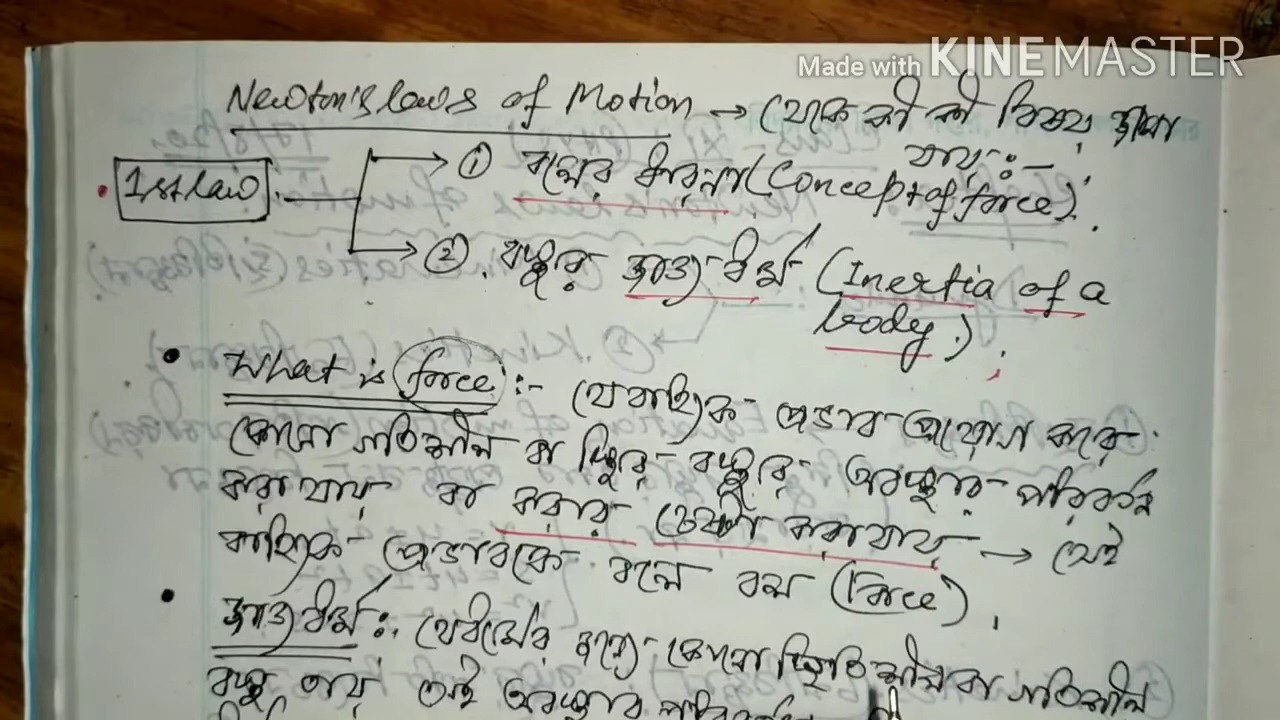 Made with KINEMASTER
Newton's laws of Motion → থেকে কী কী বিষয় জানা
যায়:-
1st law
① বলের ধারনা (Concept of force).
② বস্তুর জাড্য ধর্ম (Inertia of a
body).
• What is force :- যে বাহ্যিক প্রভাব প্রয়োগ করে
কোনো গতিশীল বা স্থির বস্তুর অবস্থার পরিবর্তন
করা যায় বা করার চেষ্টা করা যায় → সেই
বাহ্যিক প্রভাবকে বলে বল (Force).
• জাড্য ধর্ম :. যে ধর্মের জন্যে কোনো স্থিতিশীল বা গতিশীল
বস্তু তার সেই অবস্থার